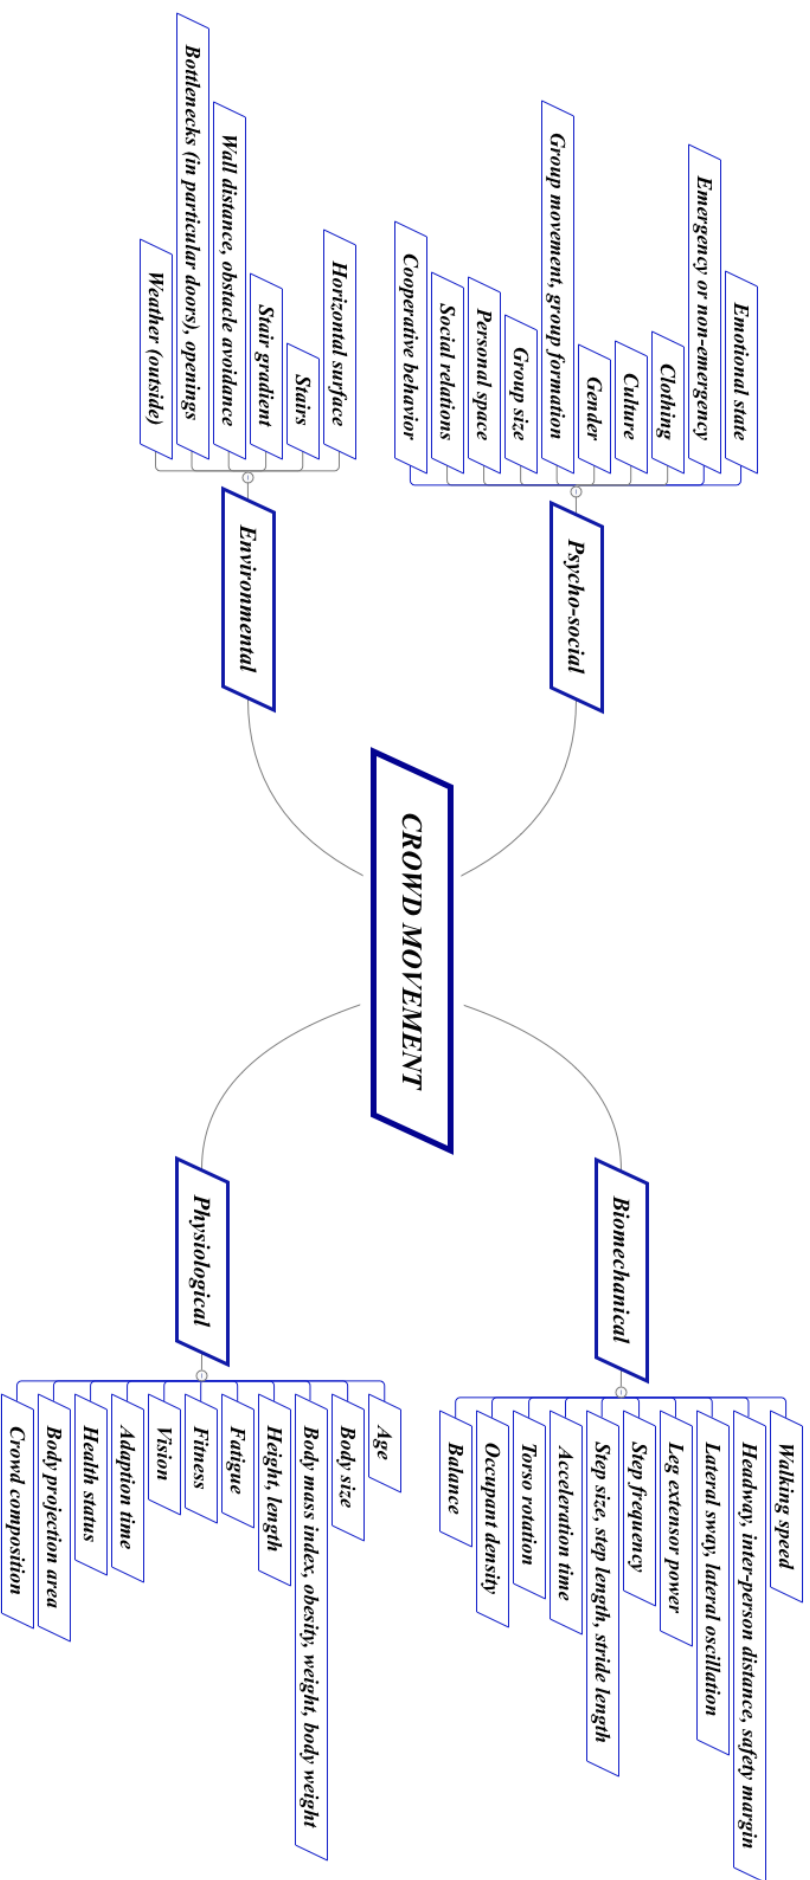 CROWD MOVEMENT
Psycho-social
Emotional state
Emergency or non-emergency
Clothing
Culture
Gender
Group movement, group formation
Group size
Personal space
Social relations
Cooperative behavior
Environmental
Horizontal surface
Stairs
Stair gradient
Wall distance, obstacle avoidance
Bottlenecks (in particular doors), openings
Weather (outside)
Biomechanical
Walking speed
Headway, inter-person distance, safety margin
Lateral sway, lateral oscillation
Leg extensor power
Step frequency
Step size, step length, stride length
Acceleration time
Torso rotation
Occupant density
Balance
Physiological
Age
Body size
Body mass index, obesity, weight, body weight
Height, length
Fatigue
Fitness
Vision
Adaption time
Health status
Body projection area
Crowd composition